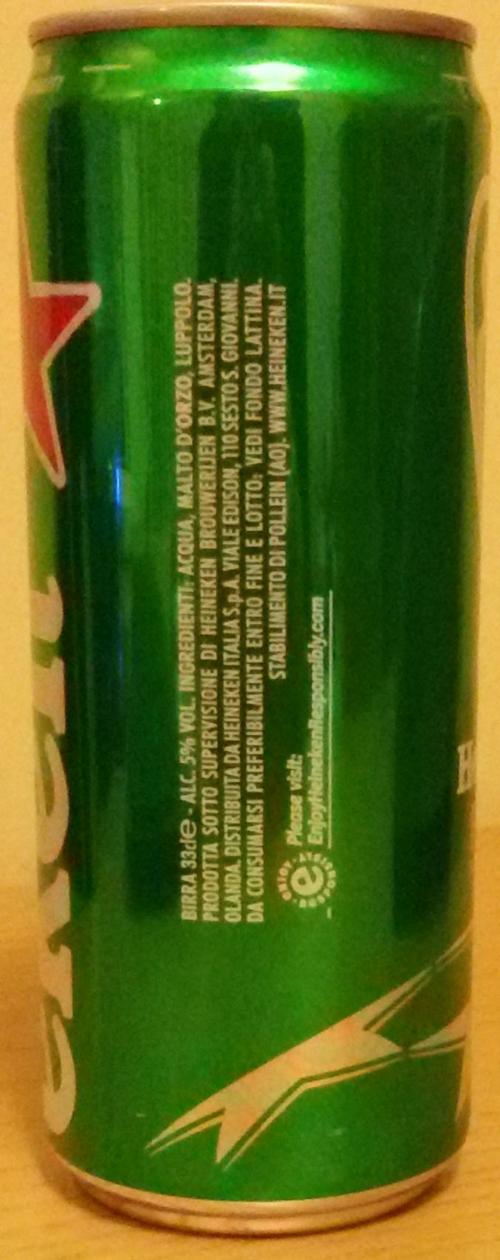 eken
BIRRA 33cl e - ALC. 5% VOL. INGREDIENTI: ACQUA, MALTO D'ORZO, LUPPOLO.
PRODOTTA SOTTO SUPERVISIONE DI HEINEKEN BROUWERIJEN B.V. AMSTERDAM,
OLANDA. DISTRIBUITA DA HEINEKEN ITALIA S.p.A. VIALE EDISON, 110 SESTO S. GIOVANNI.
DA CONSUMARSI PREFERIBILMENTE ENTRO FINE E LOTTO: VEDI FONDO LATTINA.
STABILIMENTO DI POLLEIN (AO). WWW.HEINEKEN.IT
Please visit:
EnjoyHeinekenResponsibly.com
e
H